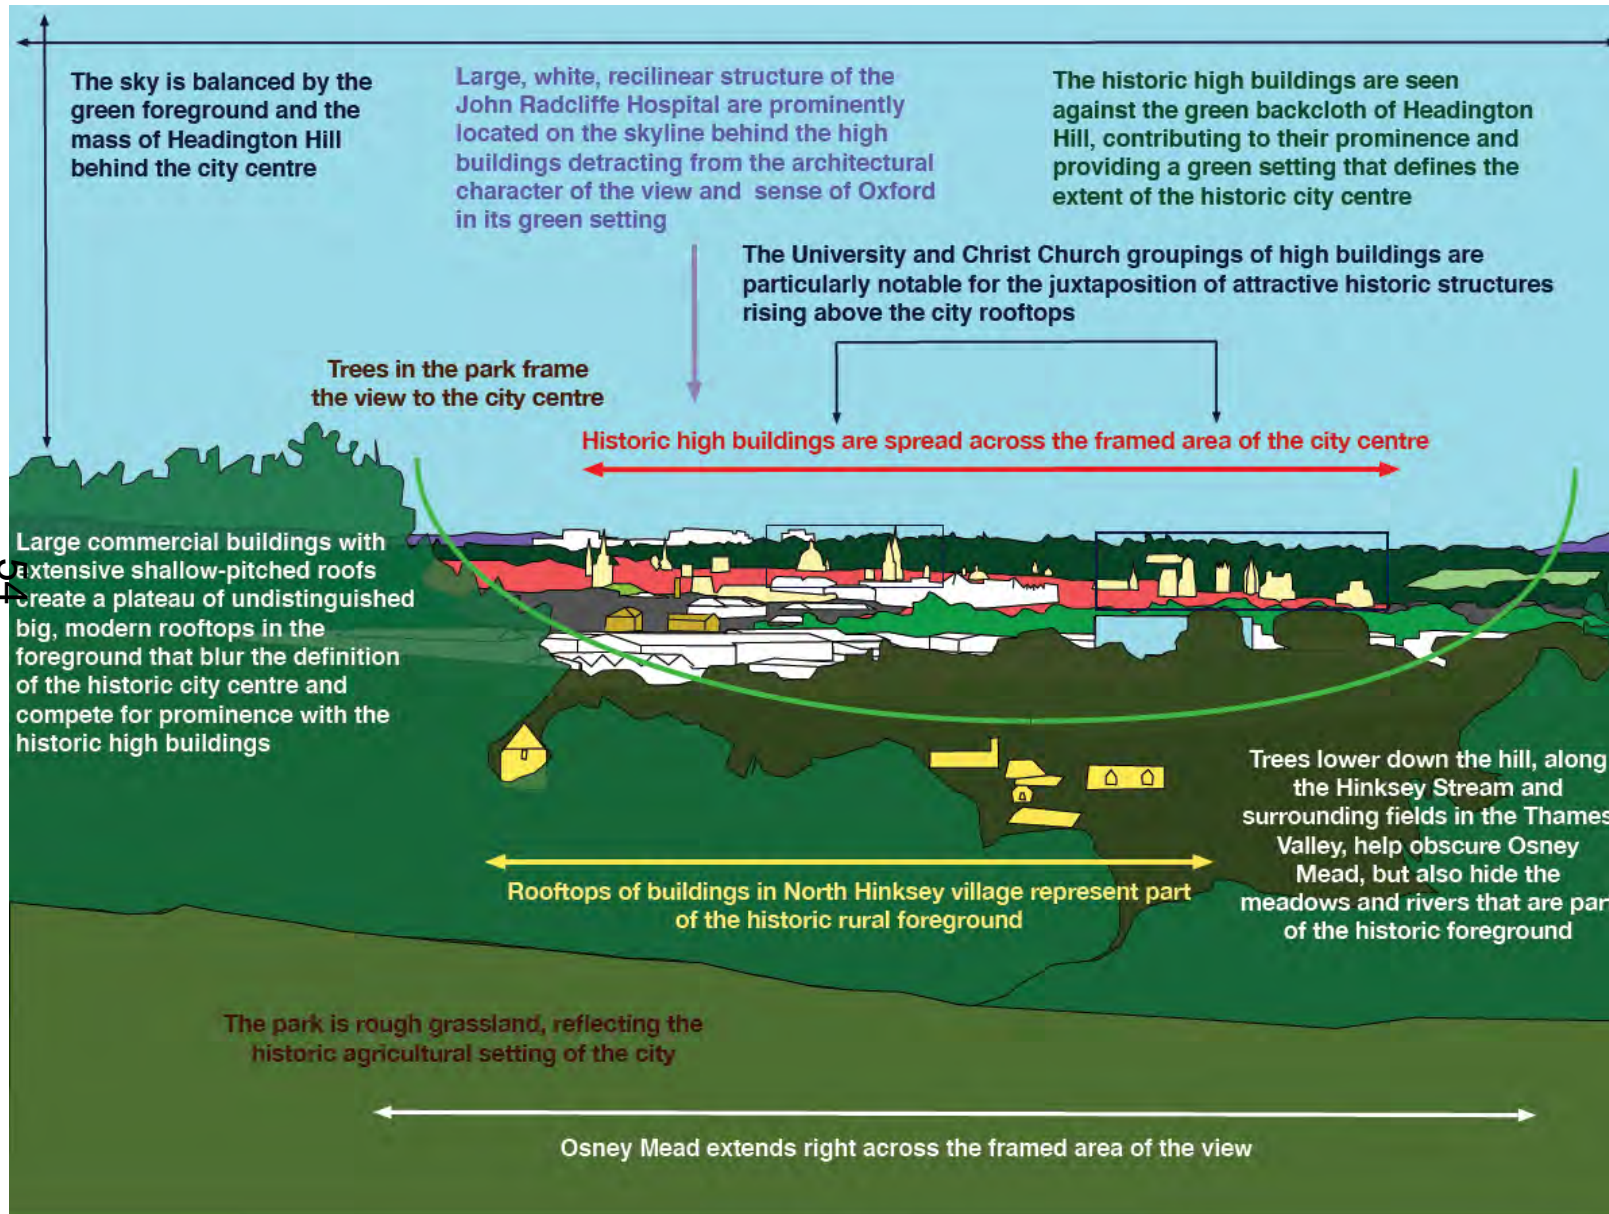 The sky is balanced by the
green foreground and the
mass of Headington Hill
behind the city centre
Large, white, recilinear structure of the
John Radcliffe Hospital are prominently
located on the skyline behind the high
buildings detracting from the architectural
character of the view and sense of Oxford
in its green setting
The historic high buildings are seen
against the green backcloth of Headington
Hill, contributing to their prominence and
providing a green setting that defines the
extent of the historic city centre
The University and Christ Church groupings of high buildings are
particularly notable for the juxtaposition of attractive historic structures
rising above the city rooftops
Trees in the park frame
the view to the city centre
Historic high buildings are spread across the framed area of the city centre
Large commercial buildings with
extensive shallow-pitched roofs
create a plateau of undistinguished
big, modern rooftops in the
foreground that blur the definition
of the historic city centre and
compete for prominence with the
historic high buildings
54
Trees lower down the hill, along
the Hinksey Stream and
surrounding fields in the Thames
Valley, help obscure Osney
Mead, but also hide the
meadows and rivers that are part
of the historic foreground
Rooftops of buildings in North Hinksey village represent part
of the historic rural foreground
The park is rough grassland, reflecting the
historic agricultural setting of the city
Osney Mead extends right across the framed area of the view